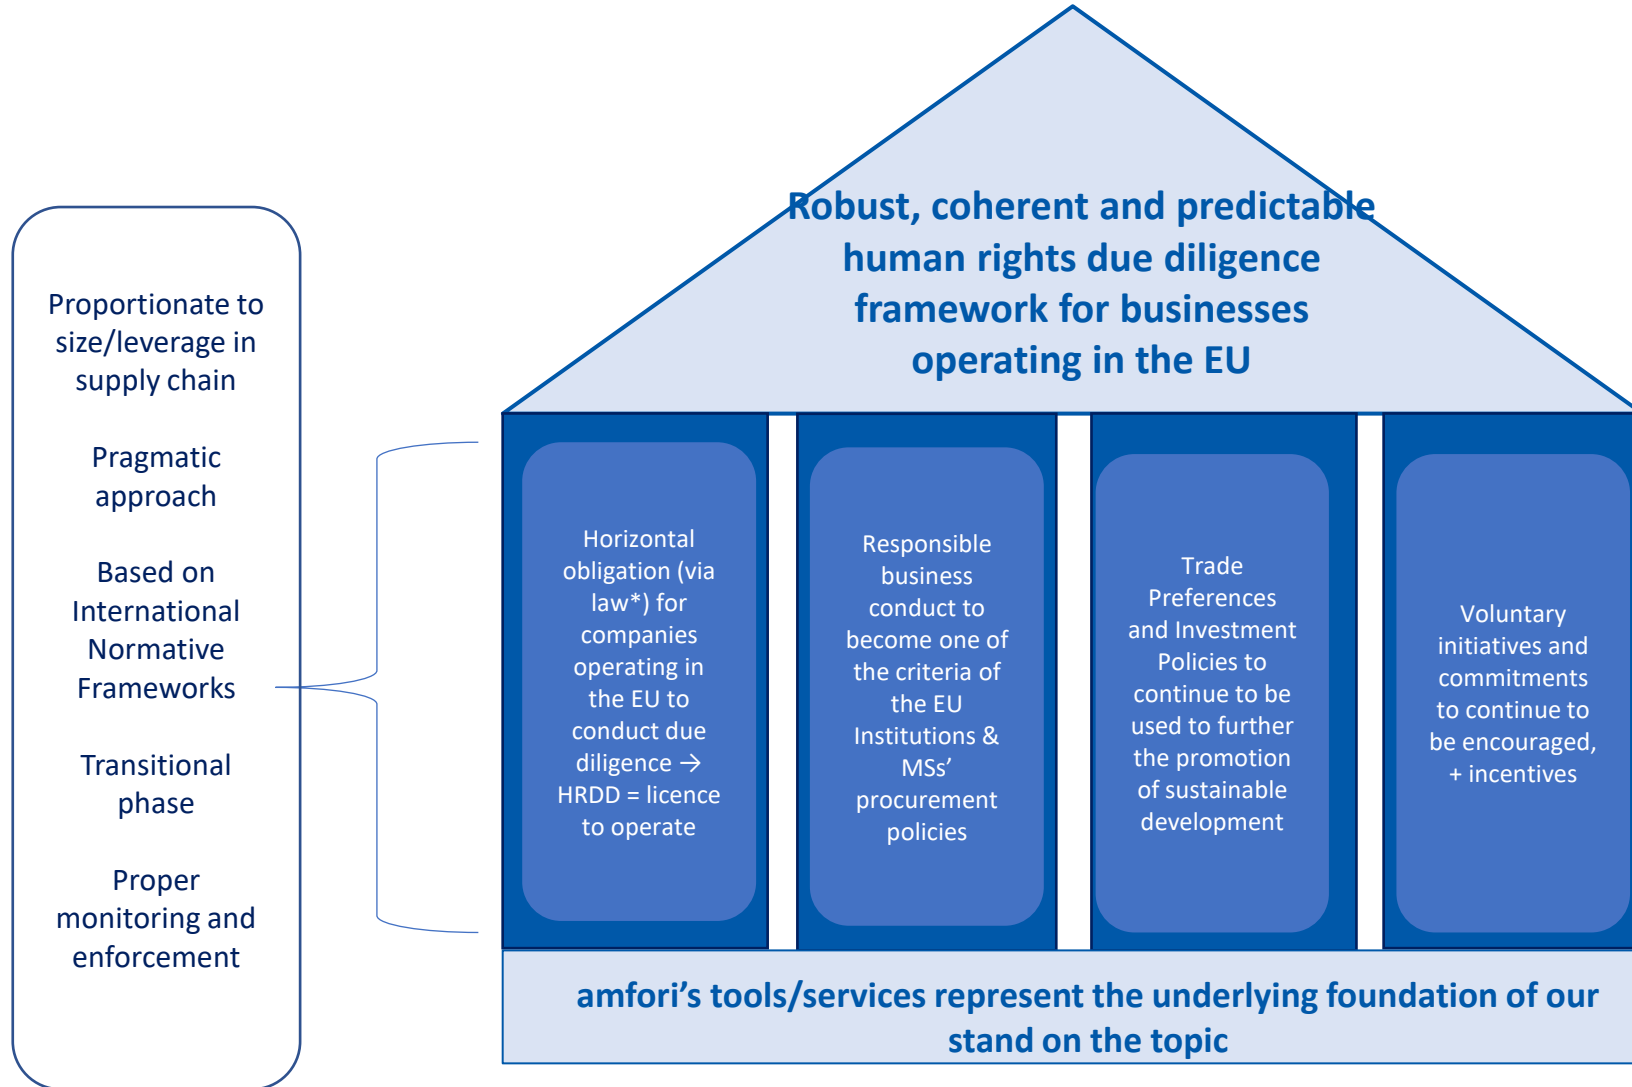 Robust, coherent and predictable
human rights due diligence
framework for businesses
operating in the EU
Proportionate to
size/leverage in
supply chain
Pragmatic
approach
Based on
International
Normative
Frameworks
Transitional
phase
Proper
monitoring and
enforcement
Horizontal
obligation (via
law*) for
companies
operating in
the EU to
conduct due
diligence →
HRDD = licence
to operate
Responsible
business
conduct to
become one of
the criteria of
the EU
Institutions &
MSs’
procurement
policies
Trade
Preferences
and Investment
Policies to
continue to be
used to further
the promotion
of sustainable
development
Voluntary
initiatives and
commitments
to continue to
be encouraged,
+ incentives
amfori’s tools/services represent the underlying foundation of our
stand on the topic